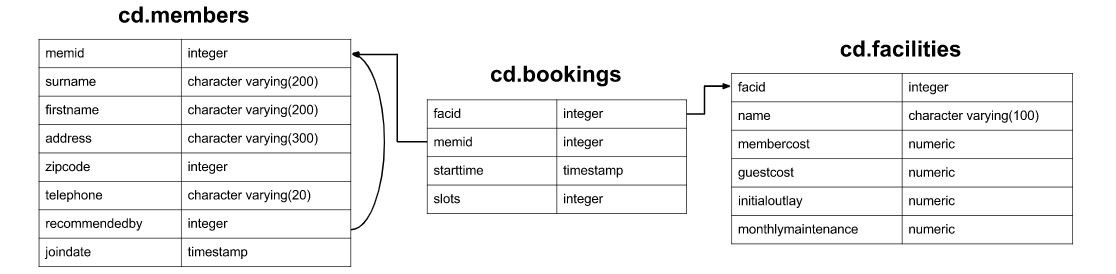 cd.members
memid integer
surname character varying(200)
firstname character varying(200)
address character varying(300)
zipcode integer
telephone character varying(20)
recommendedby integer
joindate timestamp
cd.bookings
facid integer
memid integer
starttime timestamp
slots integer
cd.facilities
facid integer
name character varying(100)
membercost numeric
guestcost numeric
initialoutlay numeric
monthlymaintenance numeric